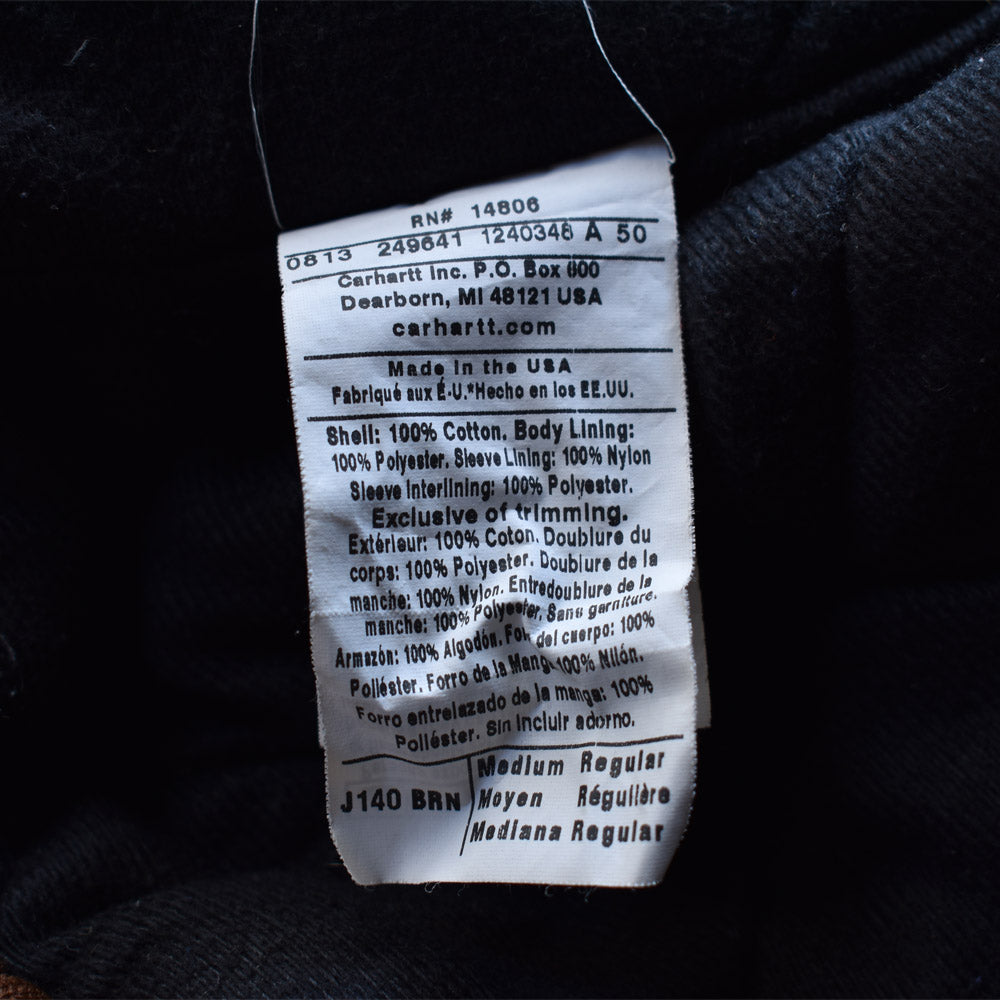 RN# 14806
0813 249641 1240348 A 50
Carhartt Inc. P.O. Box 600
Dearborn, MI 48121 USA
carhartt.com
Made in the USA
Fabriqué aux É-U.*Hecho en los EE.UU.
Shell: 100% Cotton. Body Lining:
100% Polyester. Sleeve Lining: 100% Nylon
Sleeve Interlining: 100% Polyester.
Exclusive of trimming.
Extérieur: 100% Coton. Doublure du
corps: 100% Polyester. Doublure de la
manche: 100% Nylon. Entredoublure de la
manche: 100% Polyester, Sans garniture.
Armazón: 100% Algodón. del cuerpo: 100%
Poliéster. Forro de la Manga 100% Nilón.
Forro entrelazado de la manga: 100%
Poliéster. Sin incluir adorno.
J140 BRN
Medium Regular
Moyen Régulière
Mediana Regular